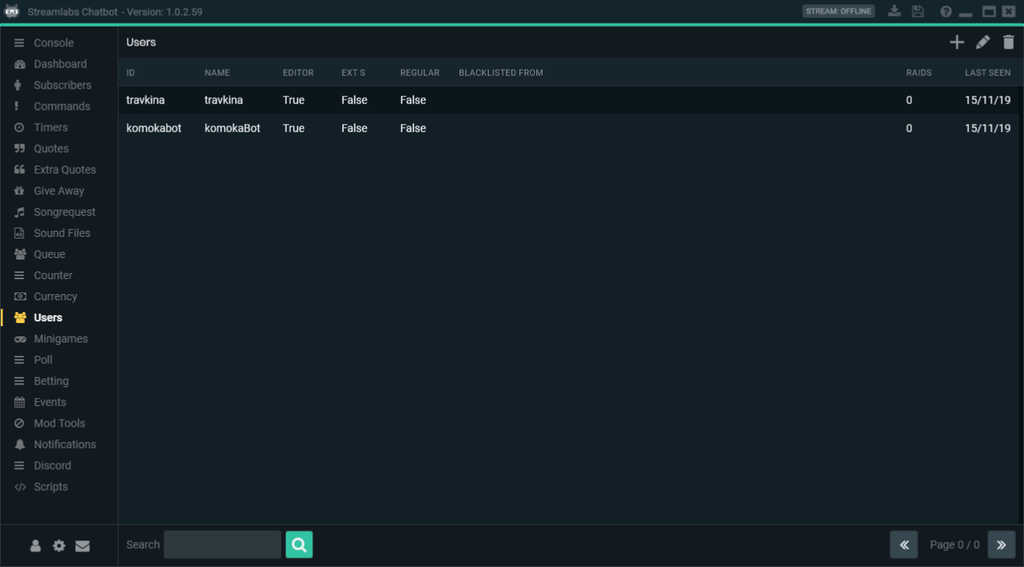 Streamlabs Chatbot - Version: 1.0.2.59
STREAM: OFFLINE
Console
Dashboard
Subscribers
Commands
Timers
Quotes
Extra Quotes
Give Away
Songrequest
Sound Files
Queue
Counter
Currency
Users
Minigames
Poll
Betting
Events
Mod Tools
Notifications
Discord
Scripts
Users
ID NAME EDITOR EXT S REGULAR BLACKLISTED FROM RAIDS LAST SEEN
travkina travkina True False False 0 15/11/19
komokabot komokaBot True False False 0 15/11/19
Search
Page 0 / 0